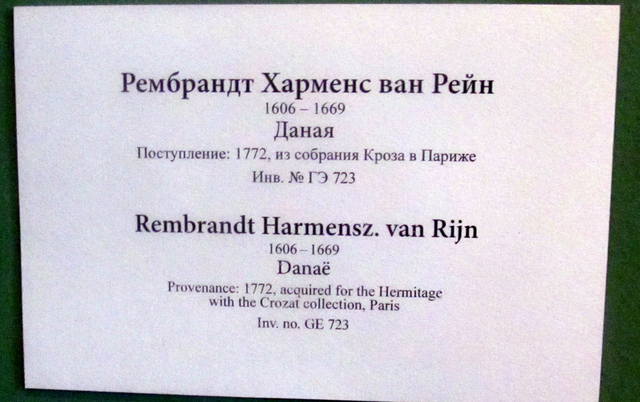 Рембрандт Харменс ван Рейн
1606 – 1669
Даная
Поступление: 1772, из собрания Кроза в Париже
Инв. № ГЭ 723
Rembrandt Harmensz. van Rijn
1606 – 1669
Danaë
Provenance: 1772, acquired for the Hermitage
with the Crozat collection, Paris
Inv. no. GE 723